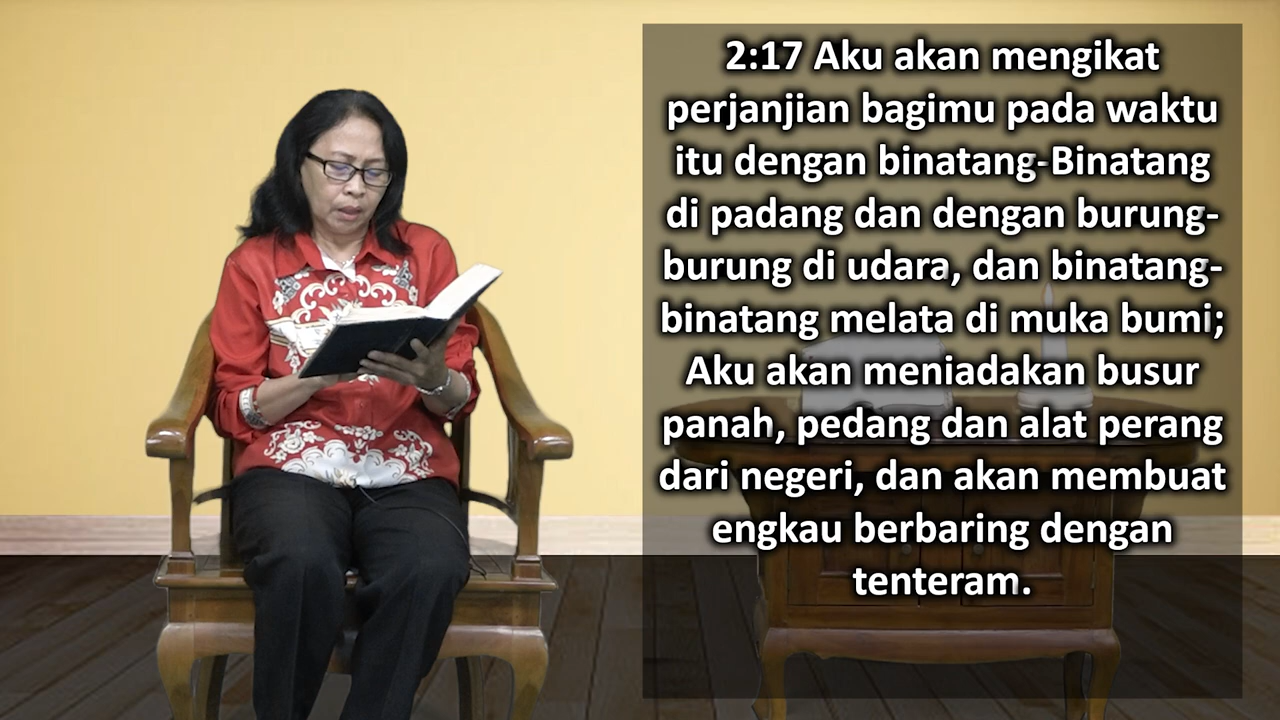 2:17 Aku akan mengikat
perjanjian bagimu pada waktu
itu dengan binatang-Binatang
di padang dan dengan burung-
burung di udara, dan binatang-
binatang melata di muka bumi;
Aku akan meniadakan busur
panah, pedang dan alat perang
dari negeri, dan akan membuat
engkau berbaring dengan
tenteram.